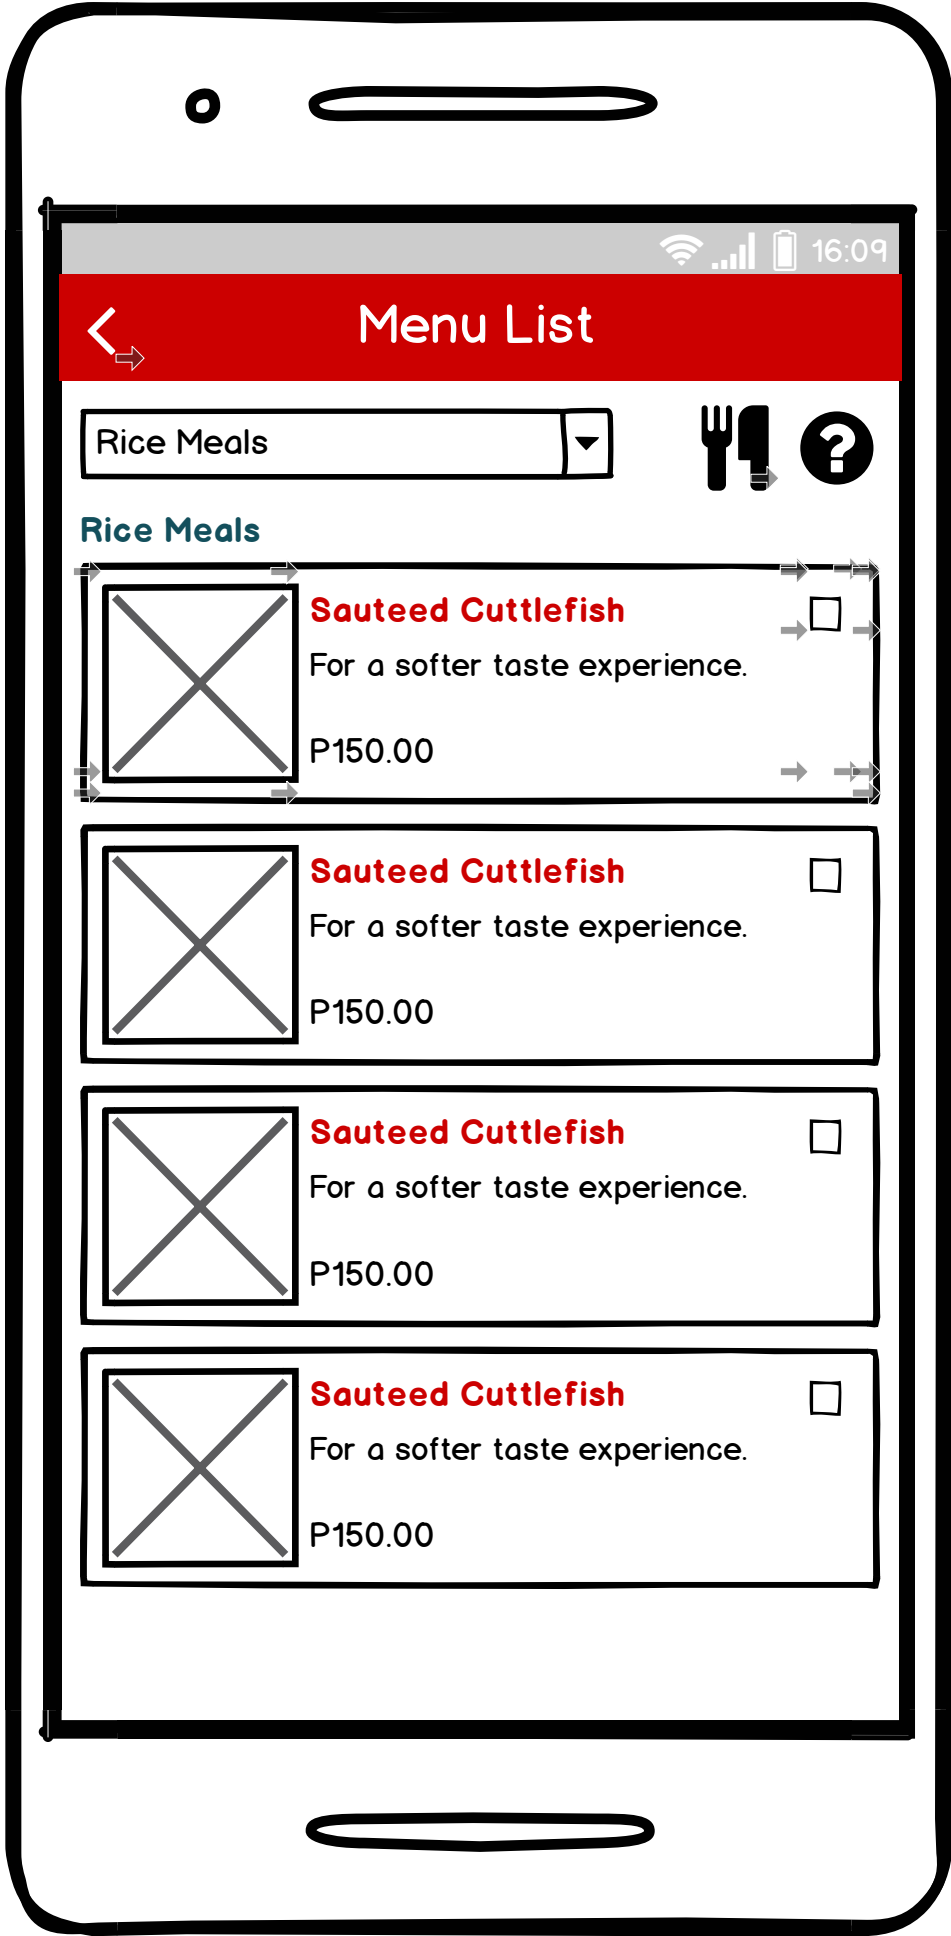 16:09
Menu List
Rice Meals
?
Rice Meals
Sauteed Cuttlefish
For a softer taste experience.
P150.00
Sauteed Cuttlefish
For a softer taste experience.
P150.00
Sauteed Cuttlefish
For a softer taste experience.
P150.00
Sauteed Cuttlefish
For a softer taste experience.
P150.00